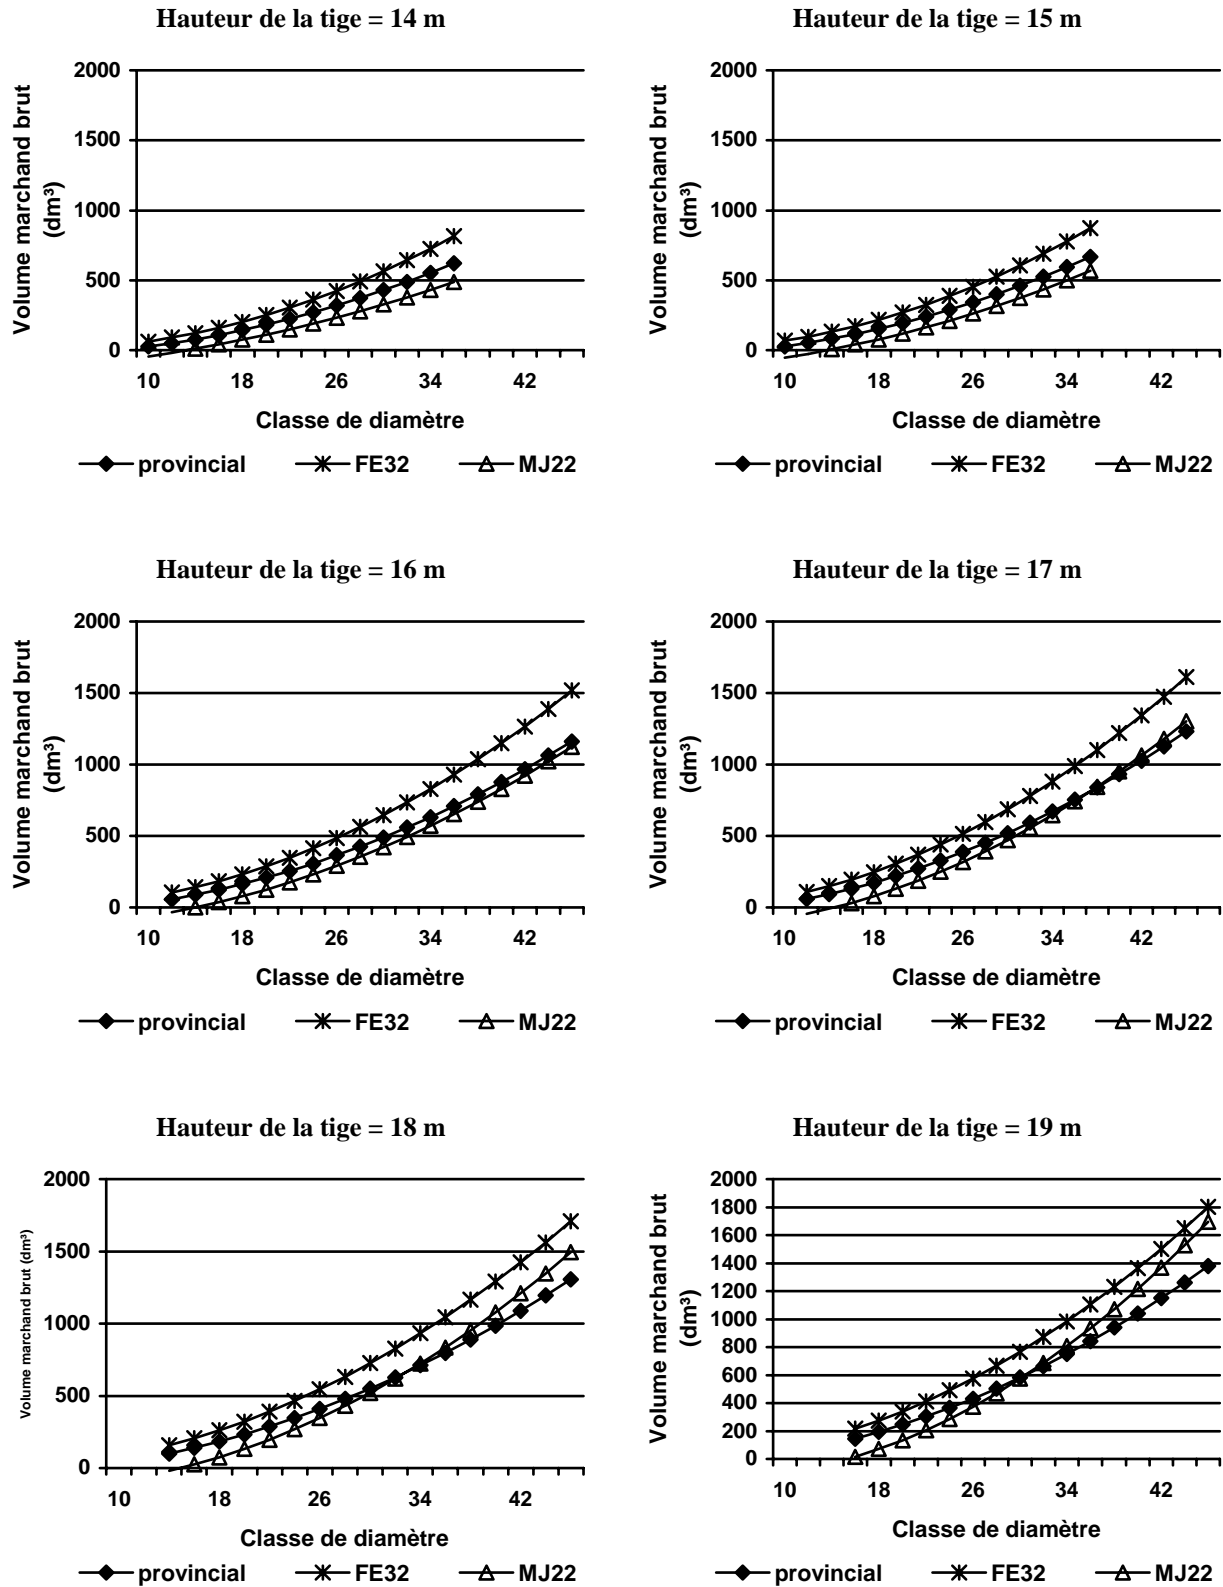 Hauteur de la tige = 14 m
Volume marchand brut
(dm³)
2000
1500
1000
500
0
10 18 26 34 42
Classe de diamètre
provincial FE32 MJ22
Hauteur de la tige = 15 m
Volume marchand brut
(dm³)
2000
1500
1000
500
0
10 18 26 34 42
Classe de diamètre
provincial FE32 MJ22
Hauteur de la tige = 16 m
Volume marchand brut
(dm³)
2000
1500
1000
500
0
10 18 26 34 42
Classe de diamètre
provincial FE32 MJ22
Hauteur de la tige = 17 m
Volume marchand brut
(dm³)
2000
1500
1000
500
0
10 18 26 34 42
Classe de diamètre
provincial FE32 MJ22
Hauteur de la tige = 18 m
Volume marchand brut (dm³)
2000
1500
1000
500
0
10 26 42
Classe de diamètre
provincial FE32 MJ22
Hauteur de la tige = 19 m
Volume marchand brut
(dm³)
2000
1800
1600
1400
1200
1000
800
600
400
200
0
10 18 26 34 42
Classe de diamètre
provincial FE32 MJ22